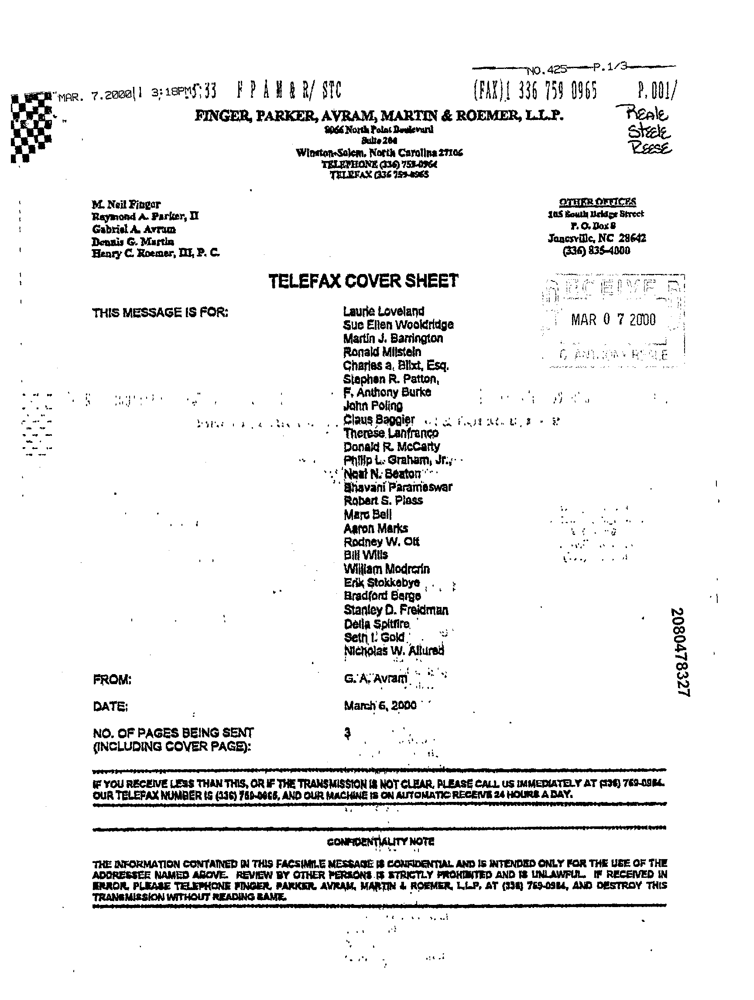 NO. 425 P.1/3
MAR. 7.2000 3:18PM 5:33 F P A M & R/ STC (FAX)1 336 759 0965 P.001/
FINGER, PARKER, AVRAM, MARTIN & ROEMER, L.L.P.
Reale
Steele
Reese
8064 North Point Boulevard
Suite 204
Winston-Salem, North Carolina 27106
TELEPHONE (336) 759-0964
TELEFAX (336 759-0965
M. Neil Finger
Raymond A. Parker, II
Gabriel A. Avram
Dennis G. Martin
Henry C. Roemer, III, P. C.
OTHER OFFICES
105 South Bridge Street
P. O. Box 8
Jonesville, NC 28642
(336) 835-4000
TELEFAX COVER SHEET
RECEIVED
MAR 0 7 2000
THIS MESSAGE IS FOR:
Laurie Loveland
Sue Ellen Wooldridge
Martin J. Barrington
Ronald Milstein
Charles a, Blixt, Esq.
Stephen R. Patton,
F. Anthony Burke
John Poling
Claus Baggier
Therese Lanfranco
Donald R. McCarty
Philip L. Graham, Jr.,
Noat N. Beaton
Bhavani Parameswar
Robert S. Pless
Marc Bell
Aaron Marks
Rodney W. Ott
Bill Wills
William Modrcrin
Erik Stokkebye
Bradford Berge
Stanley D. Freidman
Della Spitfire
Seth I. Gold
Nicholas W. Allured
2080478327
FROM: G. A. Avram
DATE: March 6, 2000
NO. OF PAGES BEING SENT 3
(INCLUDING COVER PAGE):
IF YOU RECEIVE LESS THAN THIS, OR IF THE TRANSMISSION IS NOT CLEAR, PLEASE CALL US IMMEDIATELY AT (336) 759-0964.
OUR TELEFAX NUMBER IS (336) 759-0965, AND OUR MACHINE IS ON AUTOMATIC RECEIVE 24 HOURS A DAY.
CONFIDENTIALITY NOTE
THE INFORMATION CONTAINED IN THIS FACSIMILE MESSAGE IS CONFIDENTIAL AND IS INTENDED ONLY FOR THE USE OF THE
ADDRESSEE NAMED ABOVE. REVIEW BY OTHER PERSONS IS STRICTLY PROHIBITED AND IS UNLAWFUL. IF RECEIVED IN
ERROR, PLEASE TELEPHONE FINGER, PARKER, AVRAM, MARTIN & ROEMER, L.L.P. AT (336) 759-0964, AND DESTROY THIS
TRANSMISSION WITHOUT READING SAME.